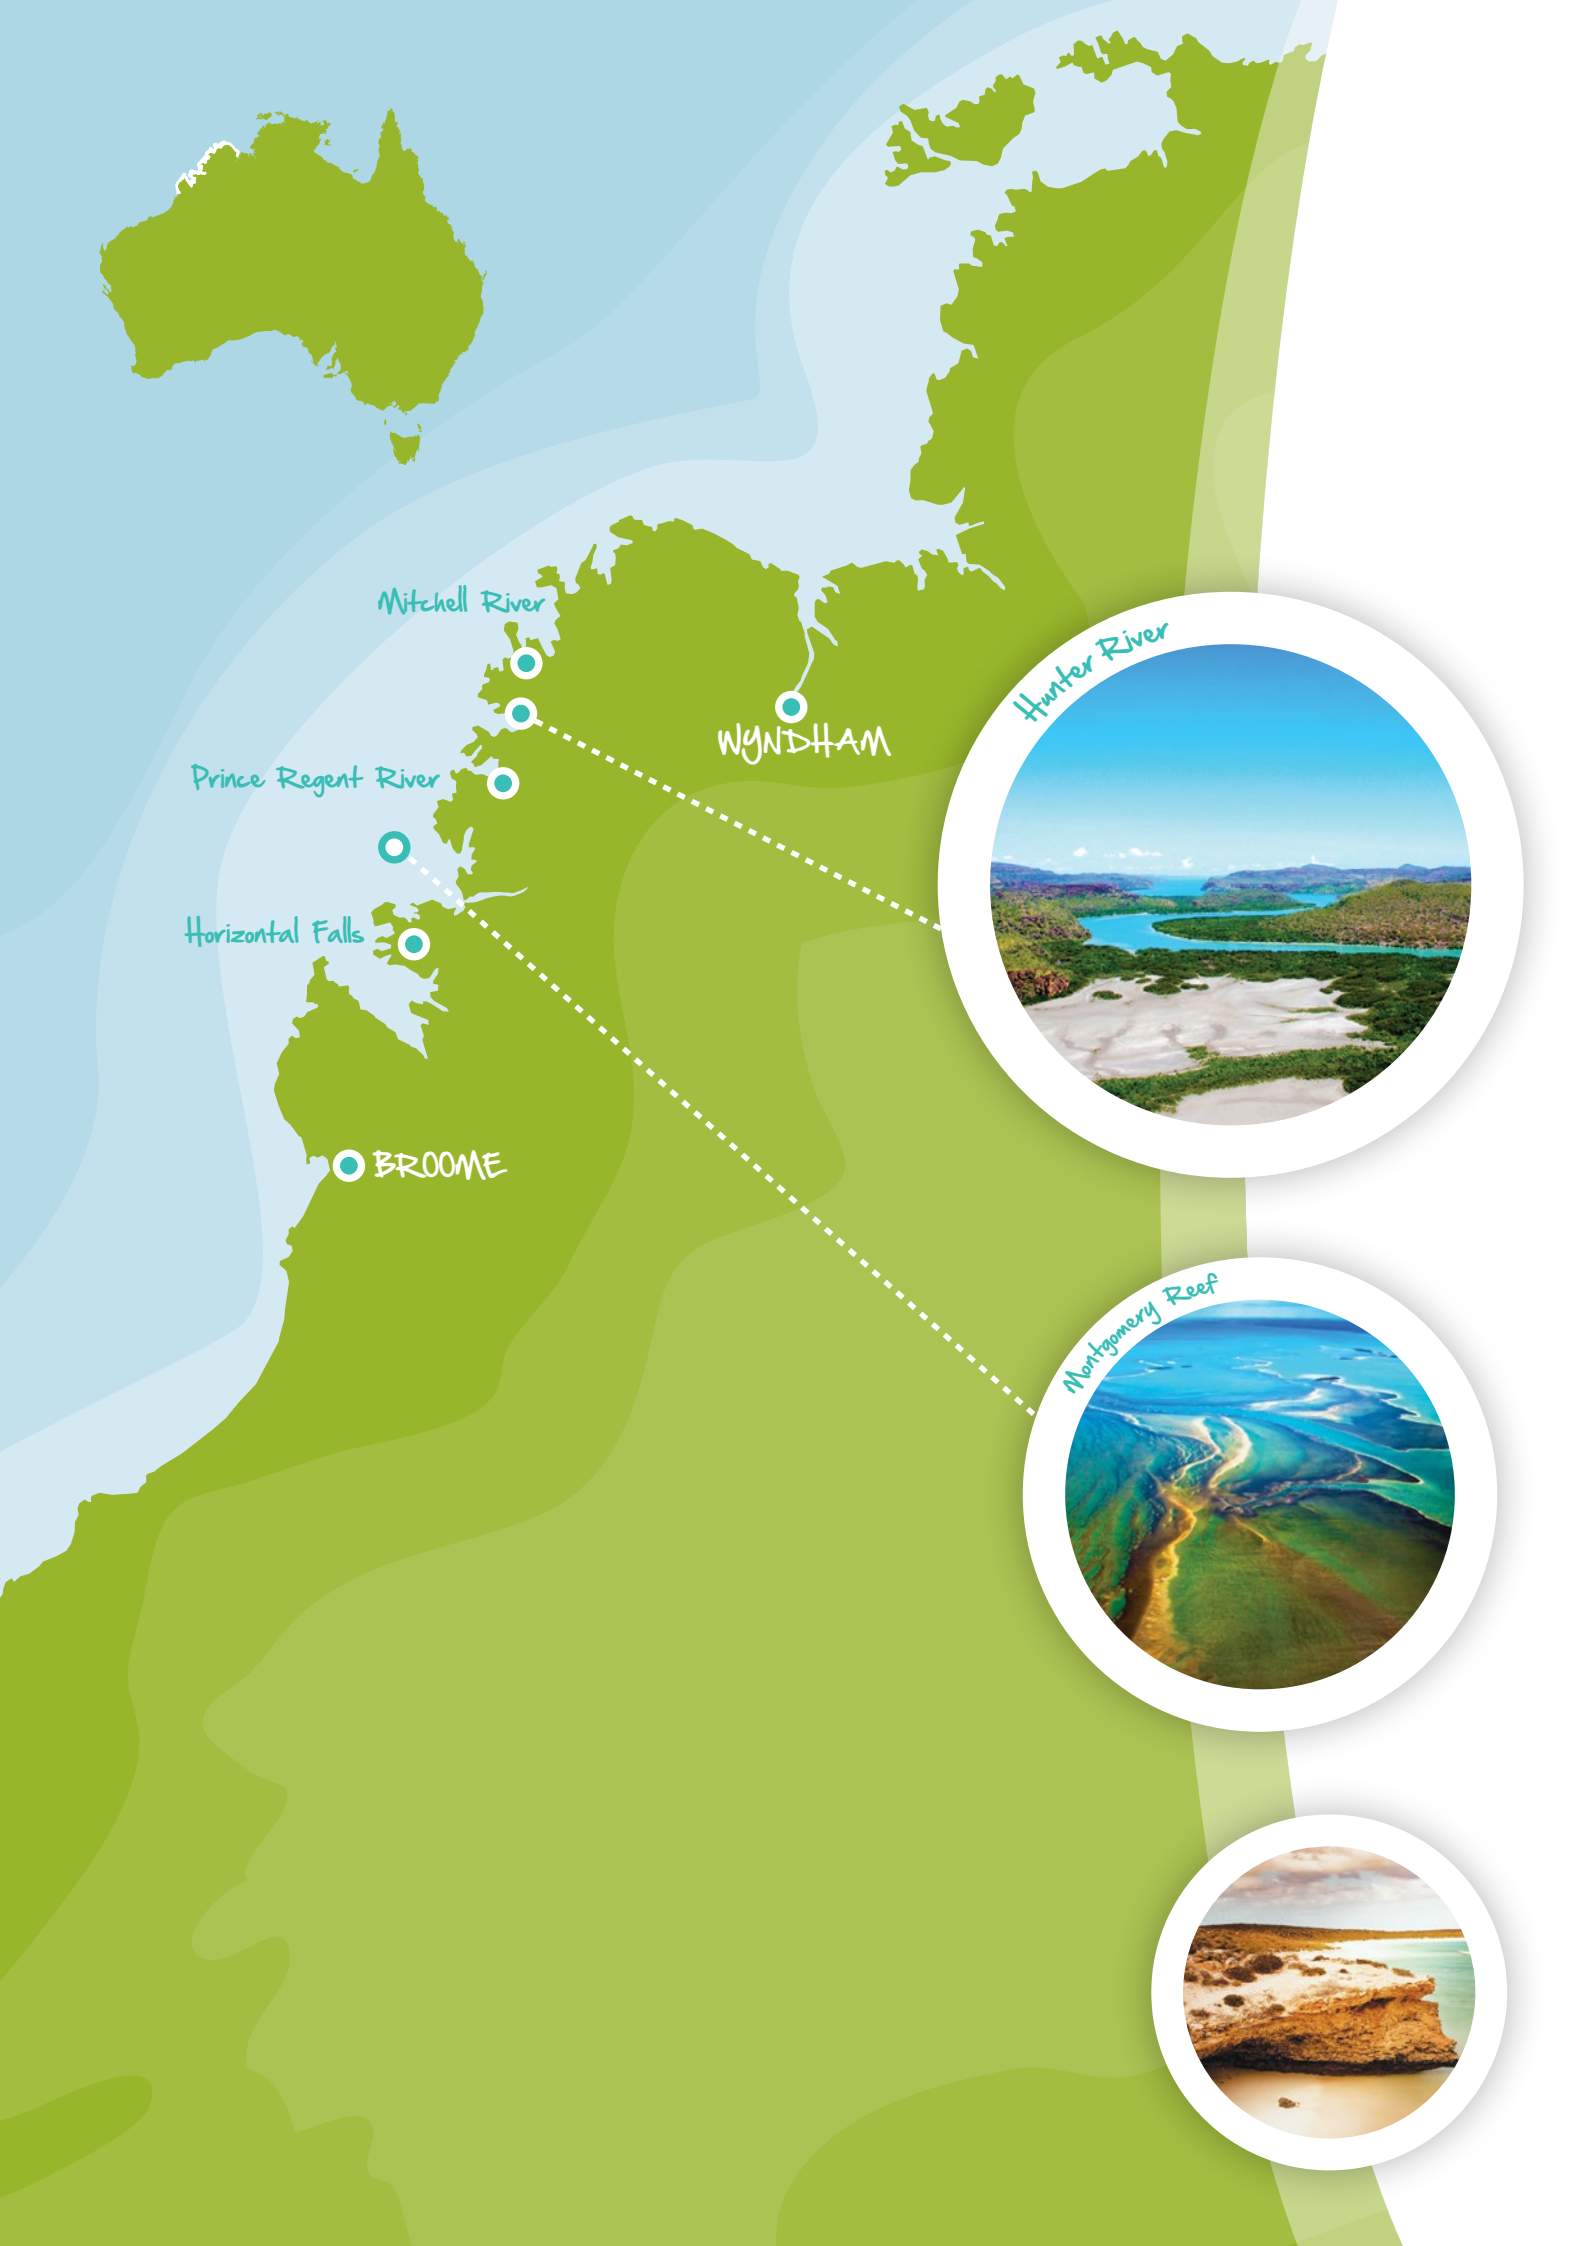 Mitchell River
Hunter River
WYNDHAM
Prince Regent River
Horizontal Falls
BROOME
Montgomery Reef